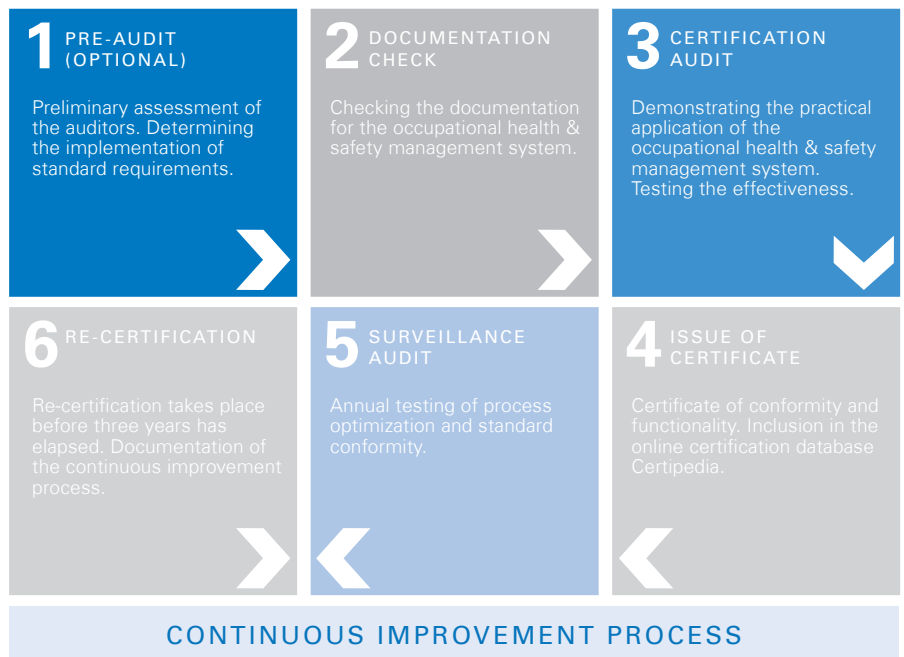 1 PRE-AUDIT
(OPTIONAL)
Preliminary assessment of
the auditors. Determining
the implementation of
standard requirements.
2 DOCUMENTATION
CHECK
Checking the documentation
for the occupational health &
safety management system.
3 CERTIFICATION
AUDIT
Demonstrating the practical
application of the
occupational health & safety
management system.
Testing the effectiveness.
6 RE-CERTIFICATION
Re-certification takes place
before three years has
elapsed. Documentation of
the continuous improvement
process.
5 SURVEILLANCE
AUDIT
Annual testing of process
optimization and standard
conformity.
4 ISSUE OF
CERTIFICATE
Certificate of conformity and
functionality. Inclusion in the
online certification database
Certipedia.
CONTINUOUS IMPROVEMENT PROCESS